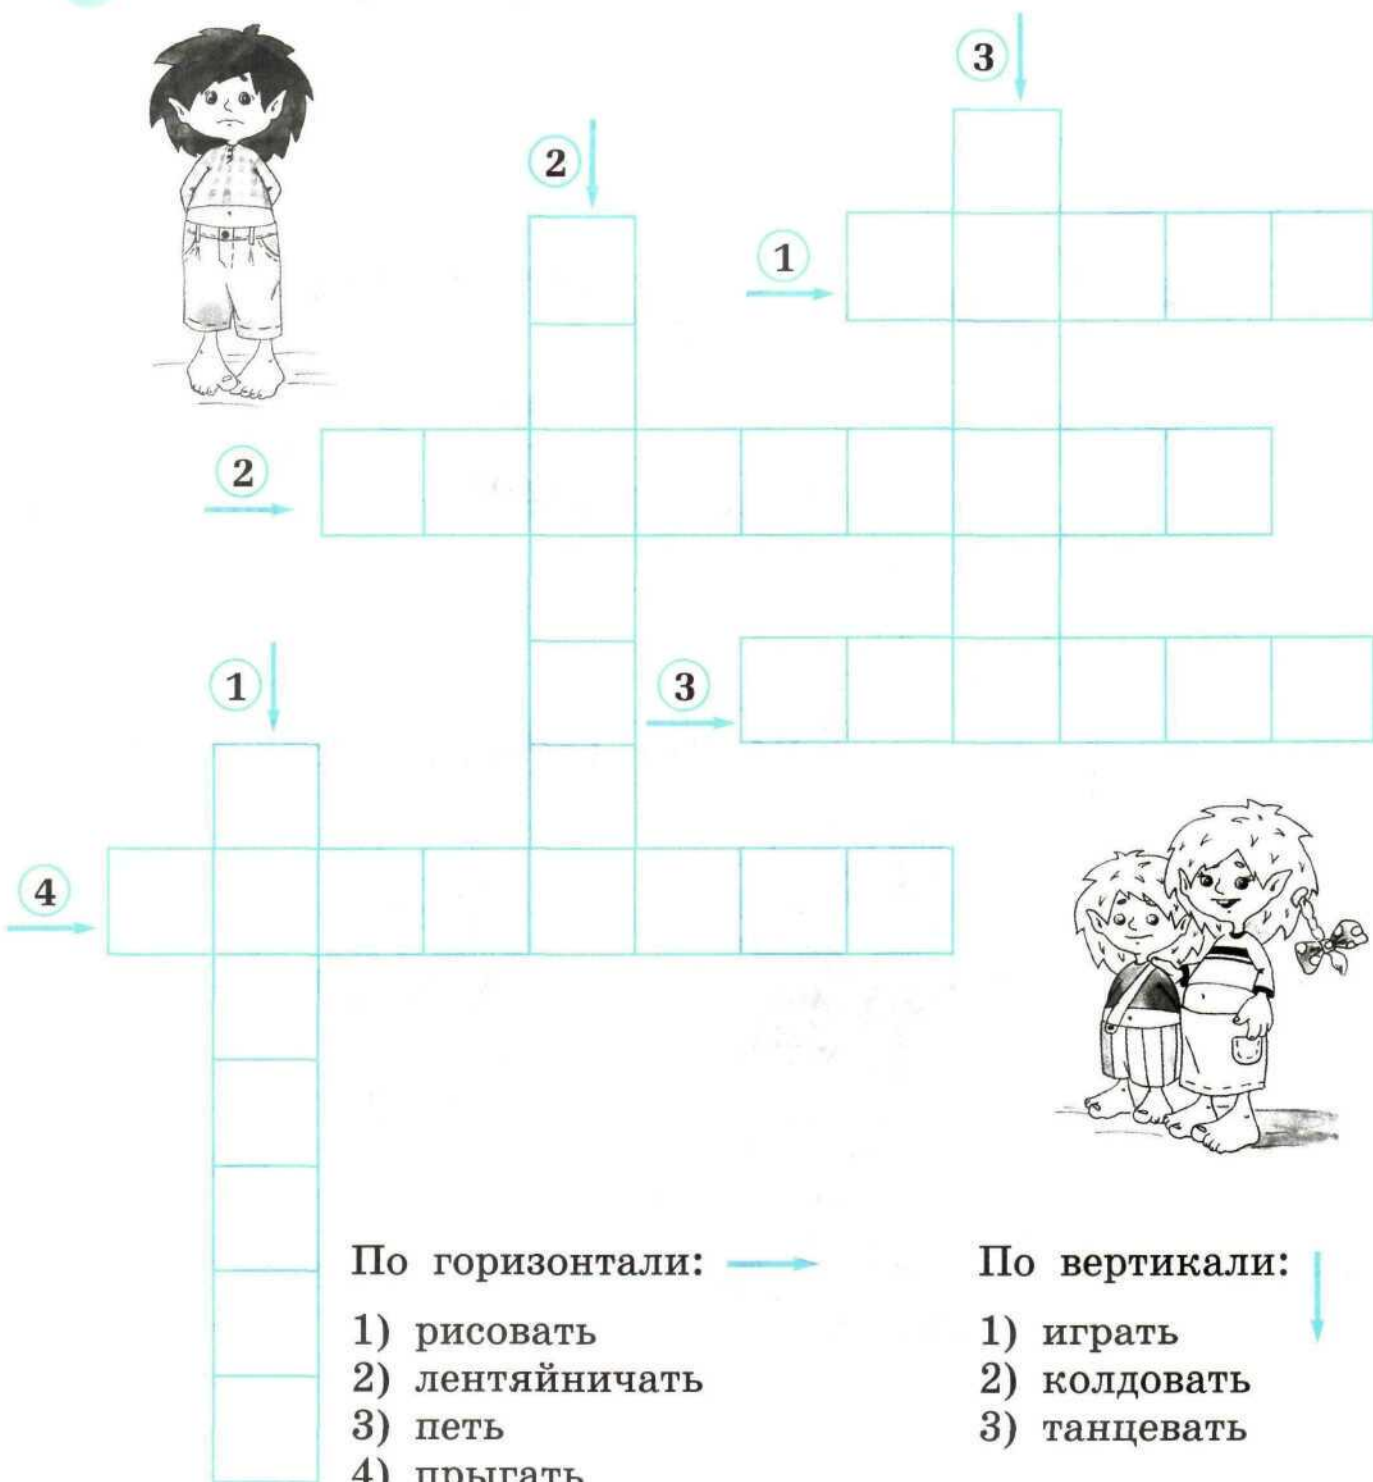 3
2
1
2
3
1
4
По горизонтали:
1) рисовать
2) лентяйничать
3) петь
4) прыгать
По вертикали:
1) играть
2) колдовать
3) танцевать